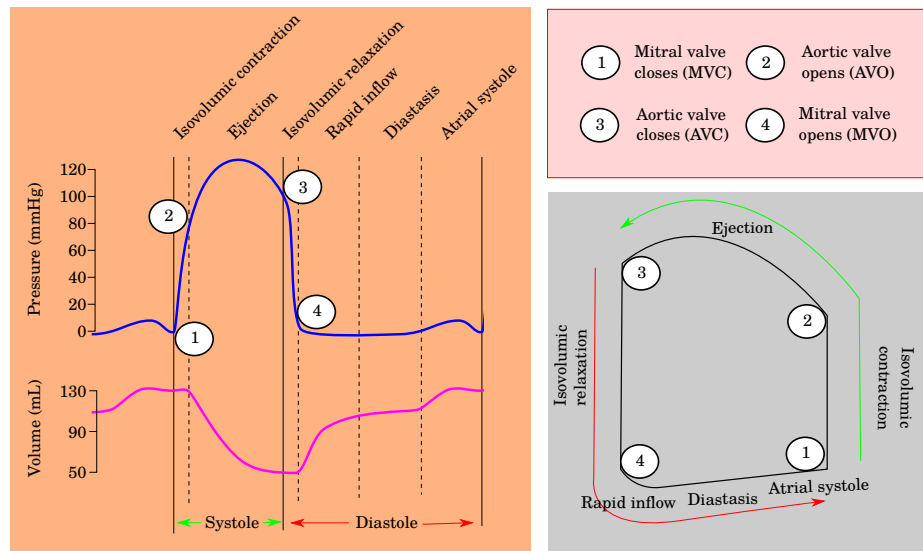 Isovolumic contraction
Ejection
Isovolumic relaxation
Rapid inflow
Diastasis
Atrial systole
Pressure (mmHg)
120
100
80
60
40
20
0
2
3
1
4
Volume (mL)
130
90
50
Systole
Diastole
1
Mitral valve
closes (MVC)
2
Aortic valve
opens (AVO)
3
Aortic valve
closes (AVC)
4
Mitral valve
opens (MVO)
Ejection
3
2
Isovolumic
relaxation
Isovolumic
contraction
4
1
Rapid inflow
Diastasis
Atrial systole